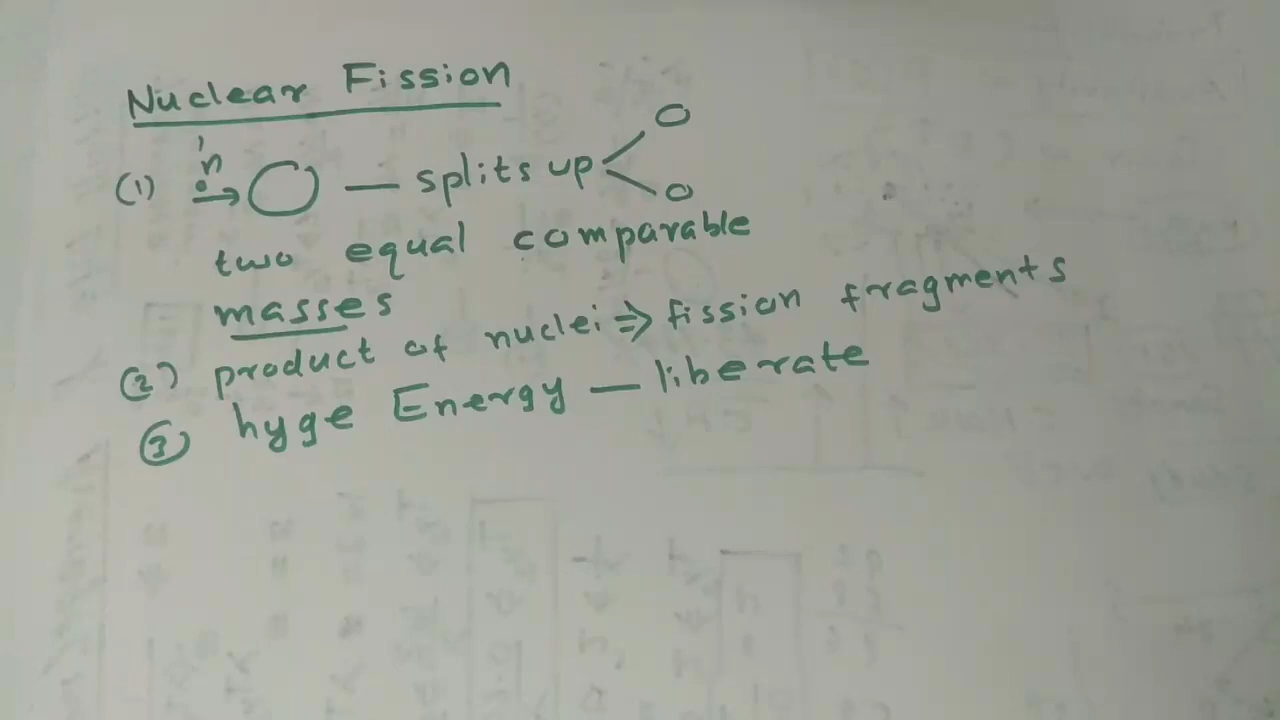 Nuclear Fission
(1) 'n — splits up
two equal comparable
masses
(2) product of nuclei ⇒ fission fragments
(3) hyge Energy — liberate